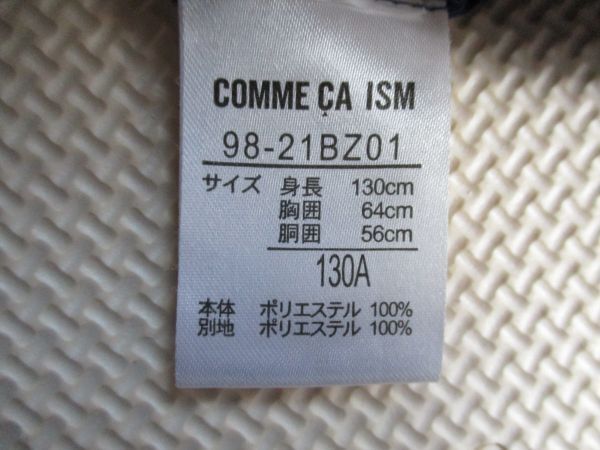 COMME ÇA ISM
98-21BZ01
サイズ 身長 130cm
胸囲 64cm
胴囲 56cm
130A
本体 ポリエステル 100%
別地 ポリエステル 100%